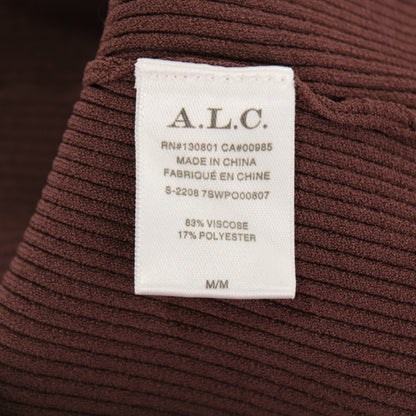 A.L.C.
RN#130801 CA#00985
MADE IN CHINA
FABRIQUÉ EN CHINE
S-2208 7SWPO00807
83% VISCOSE
17% POLYESTER
M/M